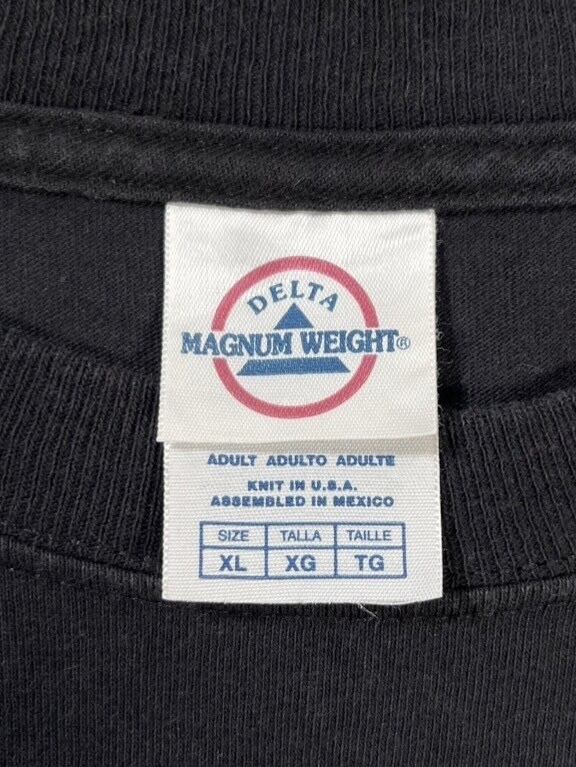 DELTA
MAGNUM WEIGHT®
ADULT ADULTO ADULTE
KNIT IN U.S.A.
ASSEMBLED IN MEXICO
SIZE TALLA TAILLE
XL XG TG